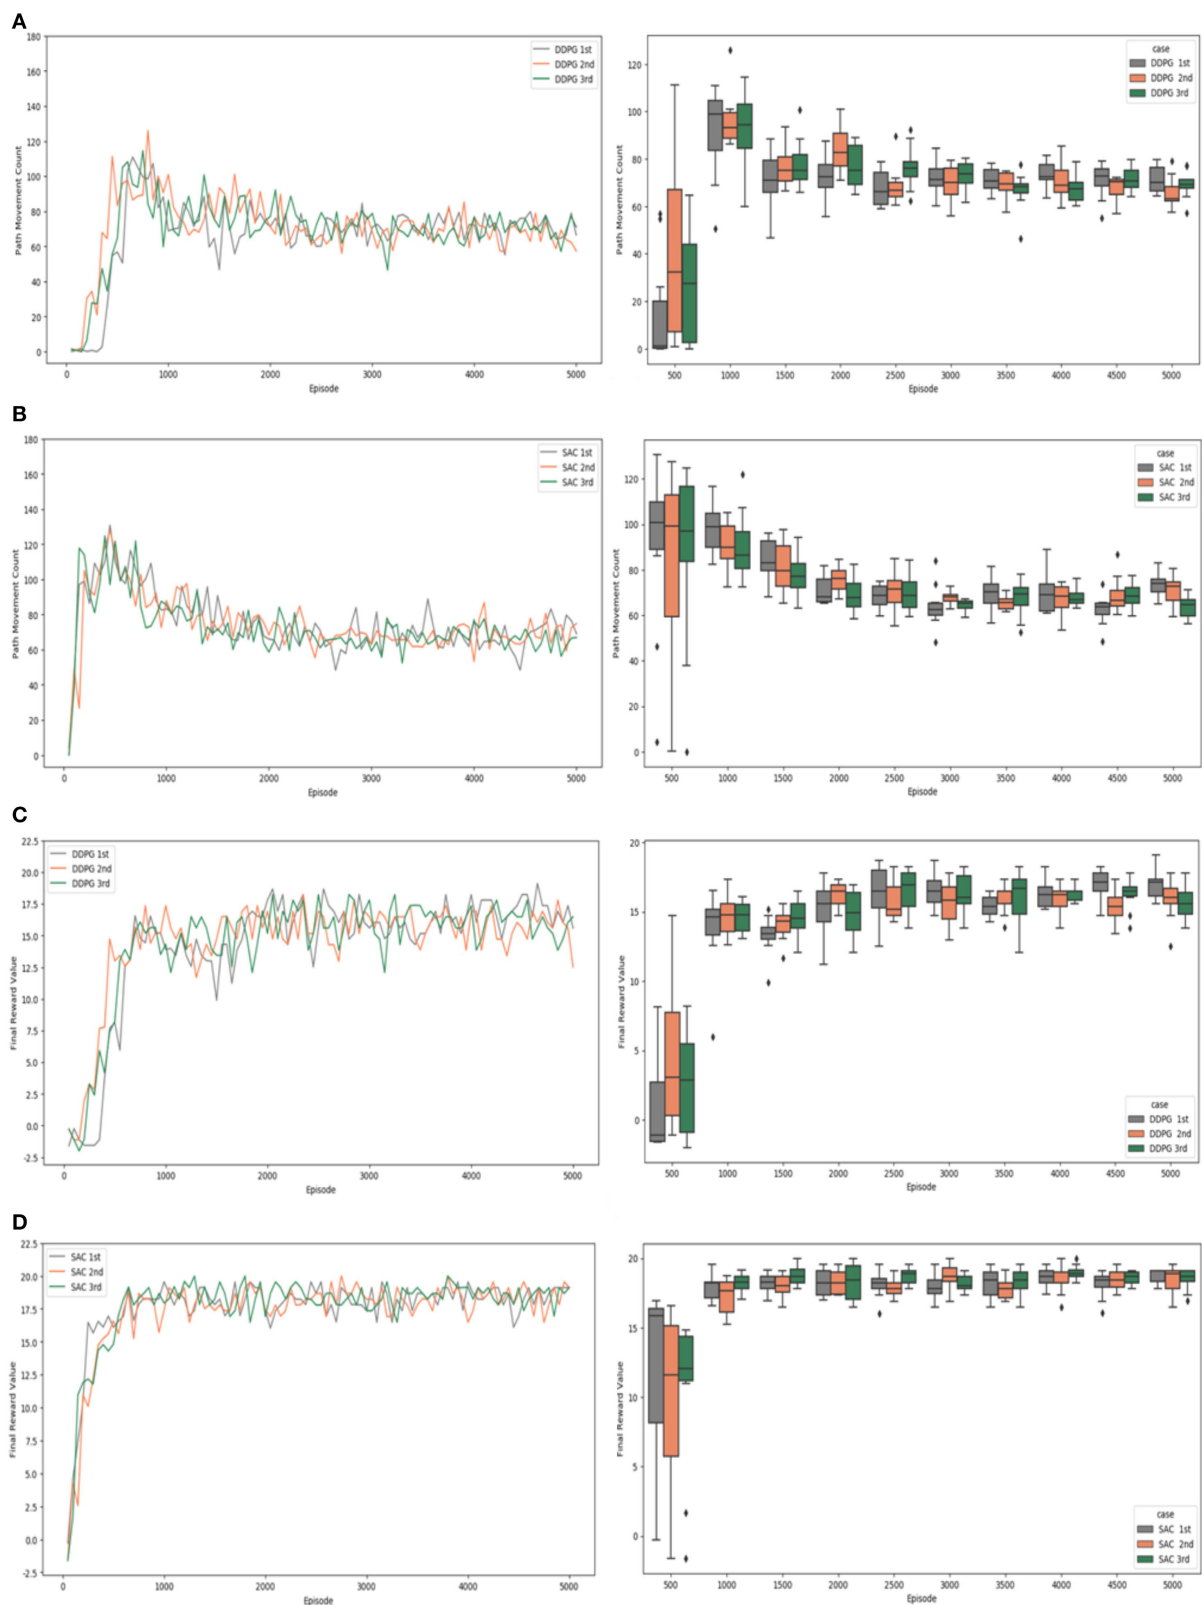 A
180
160
140
120
100
80
60
40
20
0
Path Movement Count
0 1000 2000 3000 4000 5000
Episode
DDPG 1st
DDPG 2nd
DDPG 3rd
120
100
80
60
40
20
0
Path Movement Count
500 1000 1500 2000 2500 3000 3500 4000 4500 5000
Episode
case
DDPG 1st
DDPG 2nd
DDPG 3rd
B
180
160
140
120
100
80
60
40
20
0
Path Movement Count
0 1000 2000 3000 4000 5000
Episode
SAC 1st
SAC 2nd
SAC 3rd
120
100
80
60
40
20
0
Path Movement Count
500 1000 1500 2000 2500 3000 3500 4000 4500 5000
Episode
case
SAC 1st
SAC 2nd
SAC 3rd
C
22.5
20.0
17.5
15.0
12.5
10.0
7.5
5.0
2.5
0.0
-2.5
Final Reward Value
0 1000 2000 3000 4000 5000
Episode
DDPG 1st
DDPG 2nd
DDPG 3rd
20
15
10
5
0
Final Reward Value
500 1000 1500 2000 2500 3000 3500 4000 4500 5000
Episode
case
DDPG 1st
DDPG 2nd
DDPG 3rd
D
22.5
20.0
17.5
15.0
12.5
10.0
7.5
5.0
2.5
0.0
-2.5
Final Reward Value
0 1000 2000 3000 4000 5000
Episode
SAC 1st
SAC 2nd
SAC 3rd
20
15
10
5
0
Final Reward Value
500 1000 1500 2000 2500 3000 3500 4000 4500 5000
Episode
case
SAC 1st
SAC 2nd
SAC 3rd